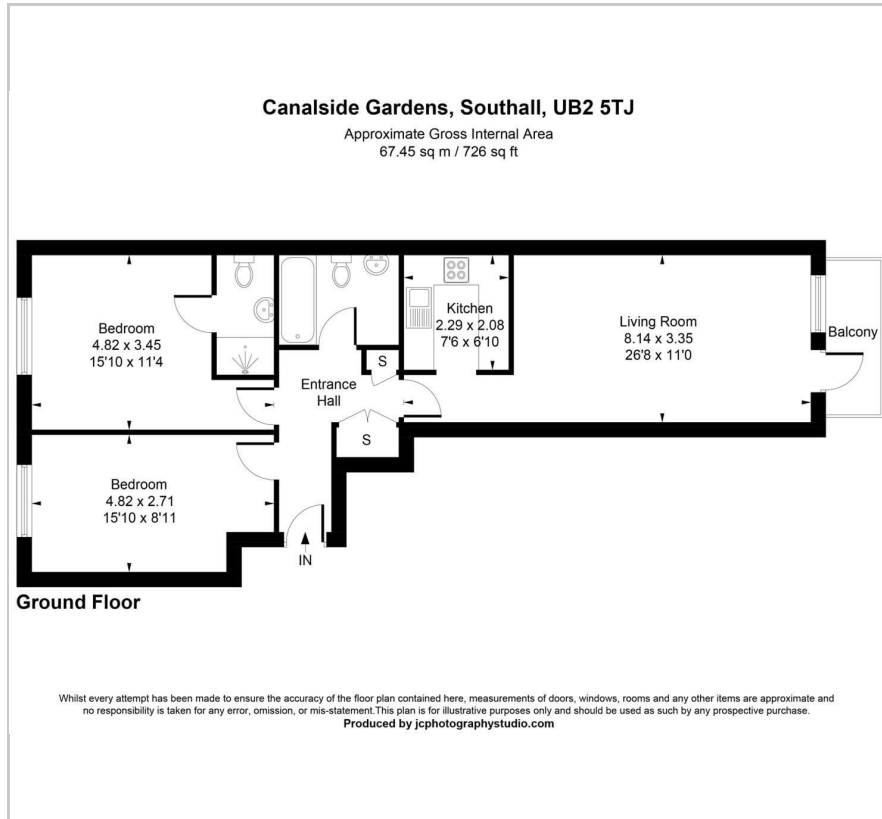 Canalside Gardens, Southall, UB2 5TJ
Approximate Gross Internal Area
67.45 sq m / 726 sq ft
Bedroom
4.82 x 3.45
15'10 x 11'4
Kitchen
2.29 x 2.08
7'6 x 6'10
Living Room
8.14 x 3.35
26'8 x 11'0
Balcony
S
Entrance
Hall
S
Bedroom
4.82 x 2.71
15'10 x 8'11
IN
Ground Floor
Whilst every attempt has been made to ensure the accuracy of the floor plan contained here, measurements of doors, windows, rooms and any other items are approximate and
no responsibility is taken for any error, omission, or mis-statement.This plan is for illustrative purposes only and should be used as such by any prospective purchase.
Produced by jcphotographystudio.com